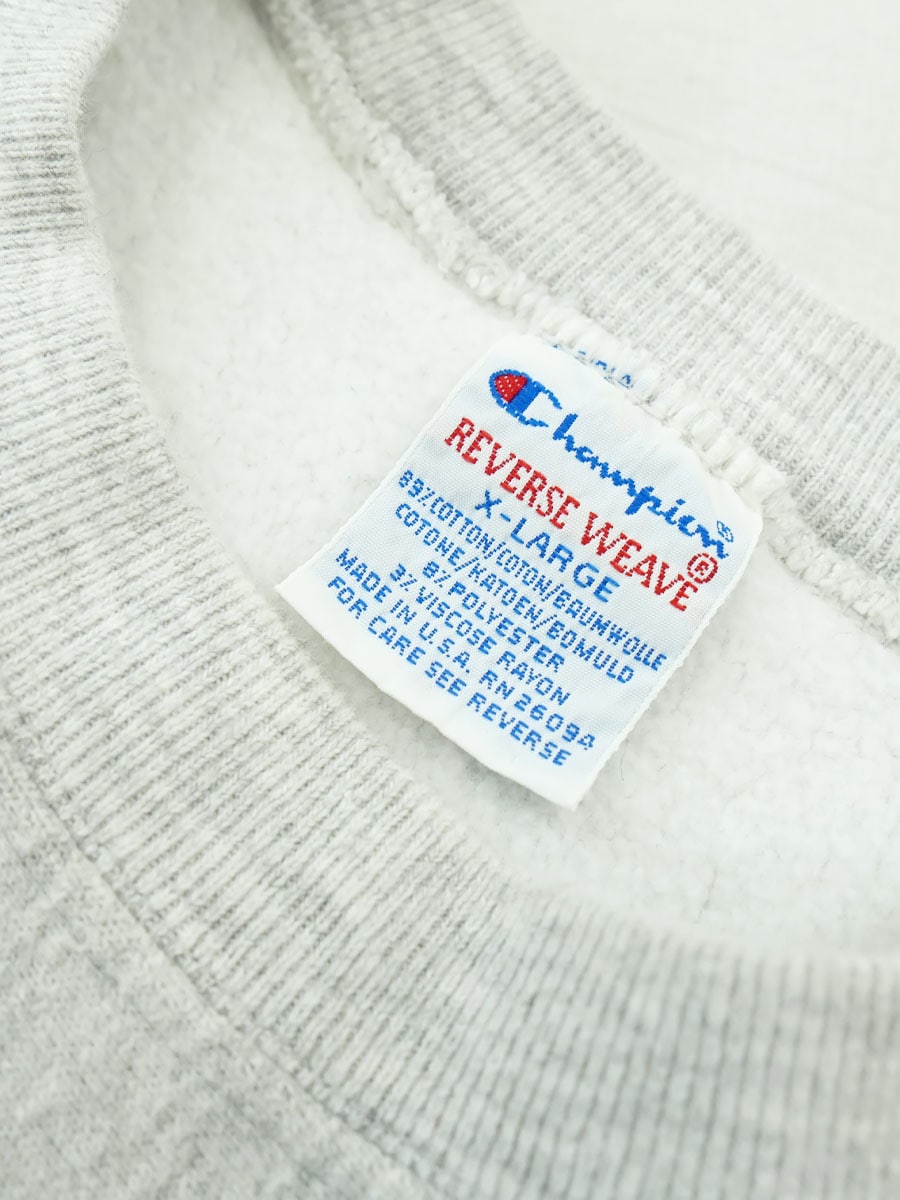 Champion®
REVERSE WEAVE®
X-LARGE
89%COTTON/COTON/BAUMWOLLE
COTONE/KATOEN/BOMULD
8% POLYESTER
3% VISCOSE RAYON
MADE IN U.S.A. RN 26094
FOR CARE SEE REVERSE